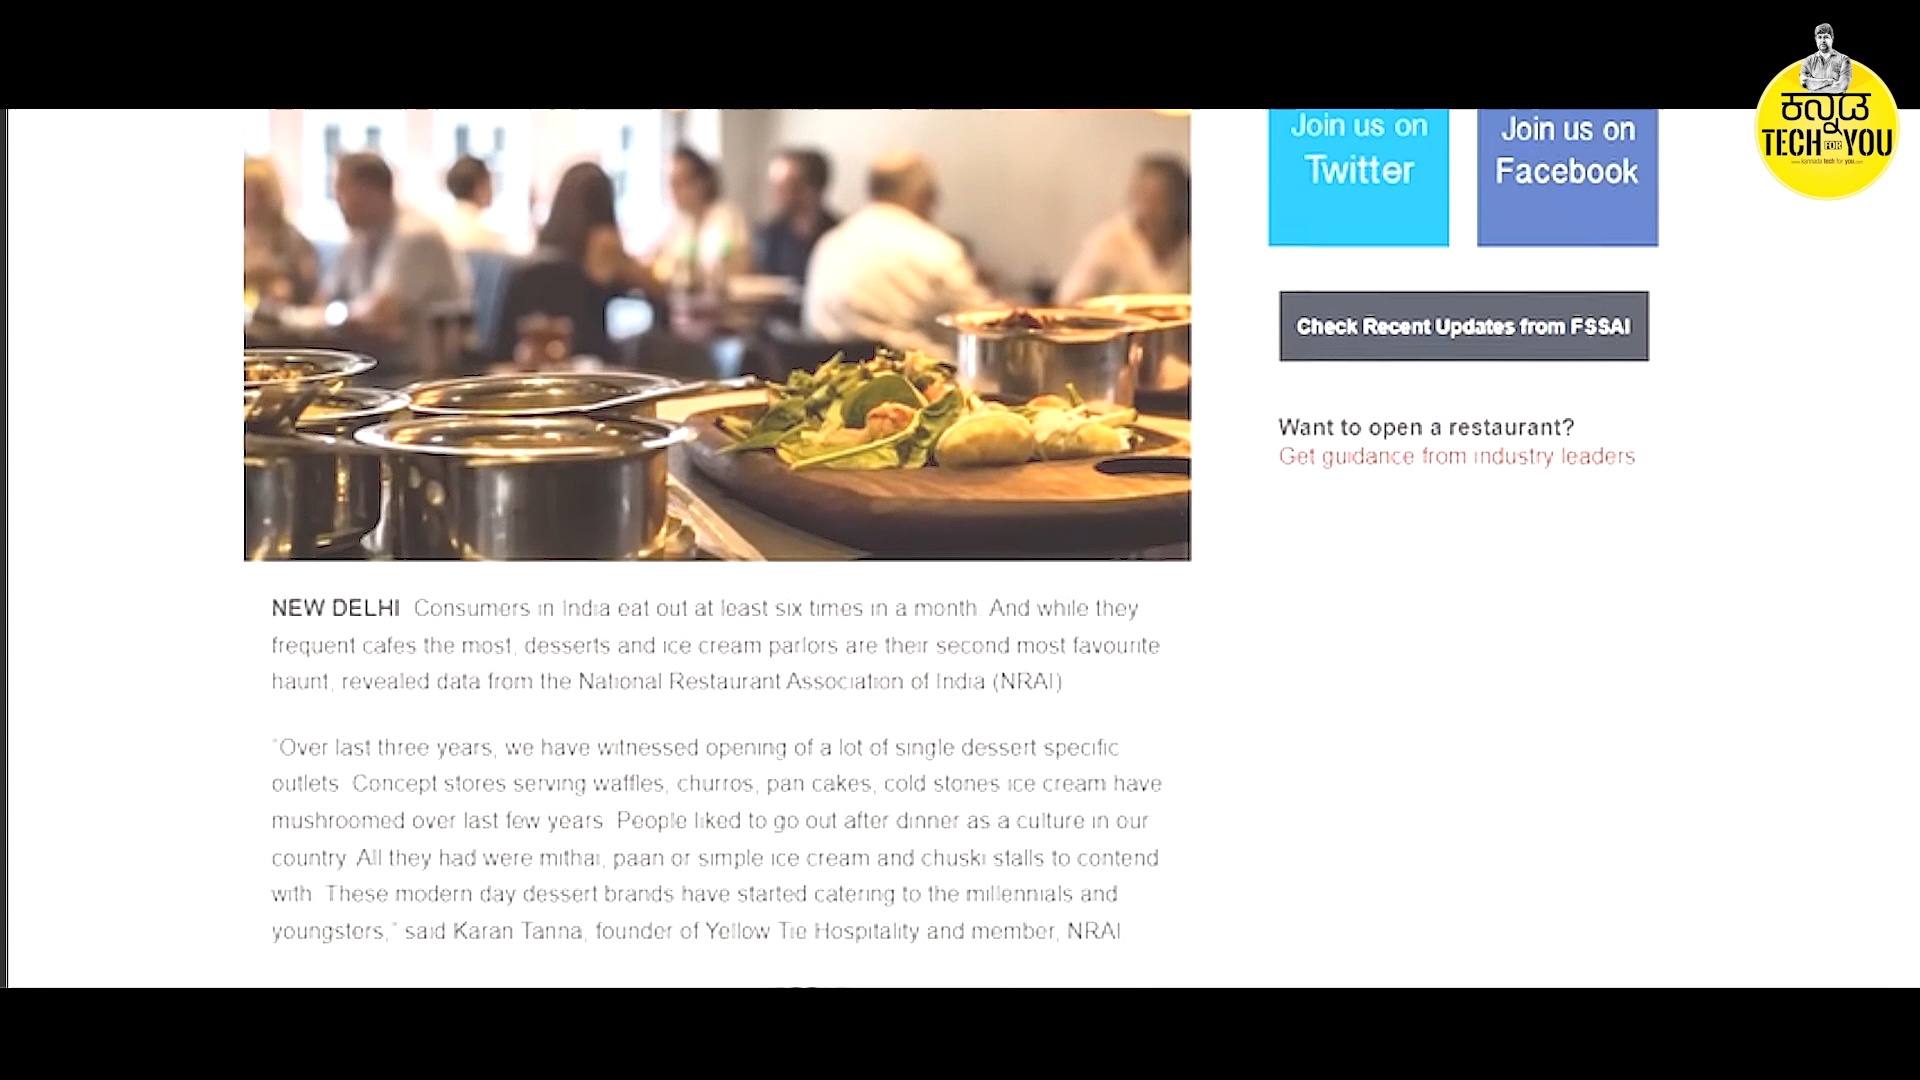 ಕನ್ನಡ
TECH FOR YOU
www.kannada tech for you.com
Join us on
Twitter
Join us on
Facebook
Check Recent Updates from FSSAI
Want to open a restaurant?
Get guidance from industry leaders
NEW DELHI Consumers in India eat out at least six times in a month. And while they
frequent cafes the most, desserts and ice cream parlors are their second most favourite
haunt, revealed data from the National Restaurant Association of India (NRAI)
"Over last three years, we have witnessed opening of a lot of single dessert specific
outlets. Concept stores serving waffles, churros, pan cakes, cold stones ice cream have
mushroomed over last few years. People liked to go out after dinner as a culture in our
country. All they had were mithai, paan or simple ice cream and chuski stalls to contend
with. These modern day dessert brands have started catering to the millennials and
youngsters," said Karan Tanna, founder of Yellow Tie Hospitality and member, NRAI